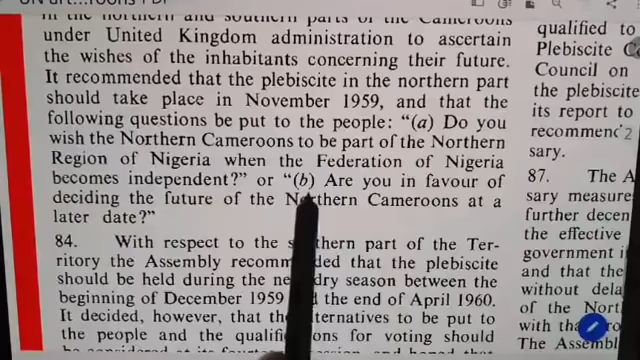 in the northern and southern parts of the Cameroons
under United Kingdom administration to ascertain
the wishes of the inhabitants concerning their future.
It recommended that the plebiscite in the northern part
should take place in November 1959, and that the
following questions be put to the people: "(a) Do you
wish the Northern Cameroons to be part of the Northern
Region of Nigeria when the Federation of Nigeria
becomes independent?" or "(b) Are you in favour of
deciding the future of the Northern Cameroons at a
later date?"
84. With respect to the southern part of the Ter-
ritory the Assembly recommended that the plebiscite
should be held during the dry season between the
beginning of December 1959 the end of April 1960.
It decided, however, that the alternatives to be put to
the people and the qualifications for voting should
qualified to
Plebiscite
Council on
the plebiscite
its report to
sary.
87. The A
sary measure
further decen
the effective
government i
and that the
without dela
of the Nort
with
The Assembl